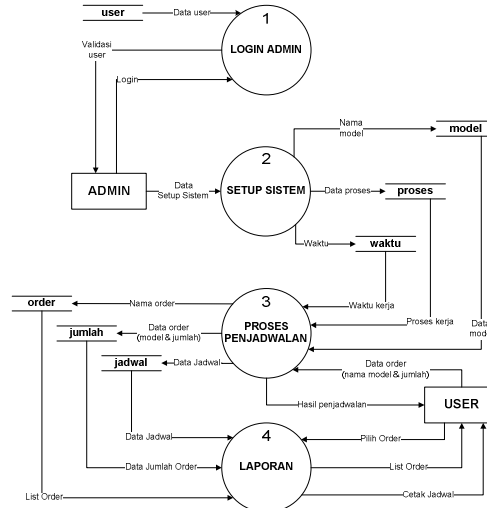 user
Data user
1
LOGIN ADMIN
Validasi
user
Login
ADMIN
Data
Setup Sistem
2
SETUP SISTEM
Nama
model
model
Data proses
proses
Waktu
waktu
order
Nama order
3
PROSES
PENJADWALAN
Waktu kerja
Proses kerja
Data
mode
jumlah
Data order
(model & jumlah)
jadwal
Data Jadwal
Data order
(nama model & jumlah)
Hasil penjadwalan
USER
4
LAPORAN
Data Jadwal
Pilih Order
Data Jumlah Order
List Order
List Order
Cetak Jadwal